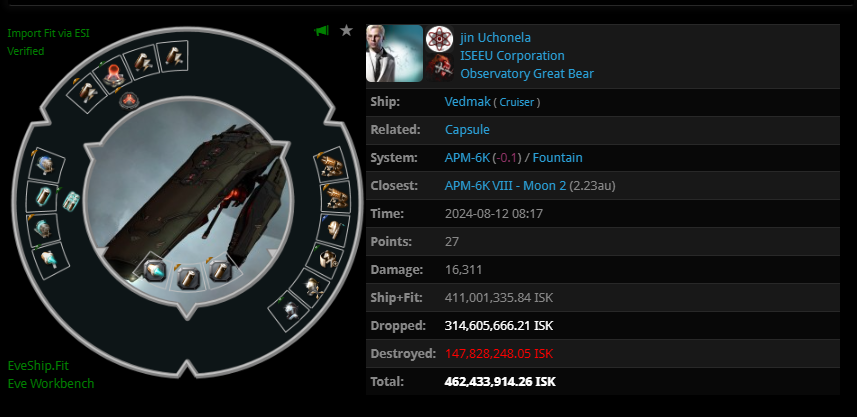 Import Fit via ESI
Verified
jin Uchonela
ISEEU Corporation
Observatory Great Bear
Ship: Vedmak ( Cruiser )
Related: Capsule
System: APM-6K (-0.1) / Fountain
Closest: APM-6K VIII - Moon 2 (2.23au)
Time: 2024-08-12 08:17
Points: 27
Damage: 16,311
Ship+Fit: 411,001,335.84 ISK
Dropped: 314,605,666.21 ISK
Destroyed: 147,828,248.05 ISK
Total: 462,433,914.26 ISK
EveShip.Fit
Eve Workbench